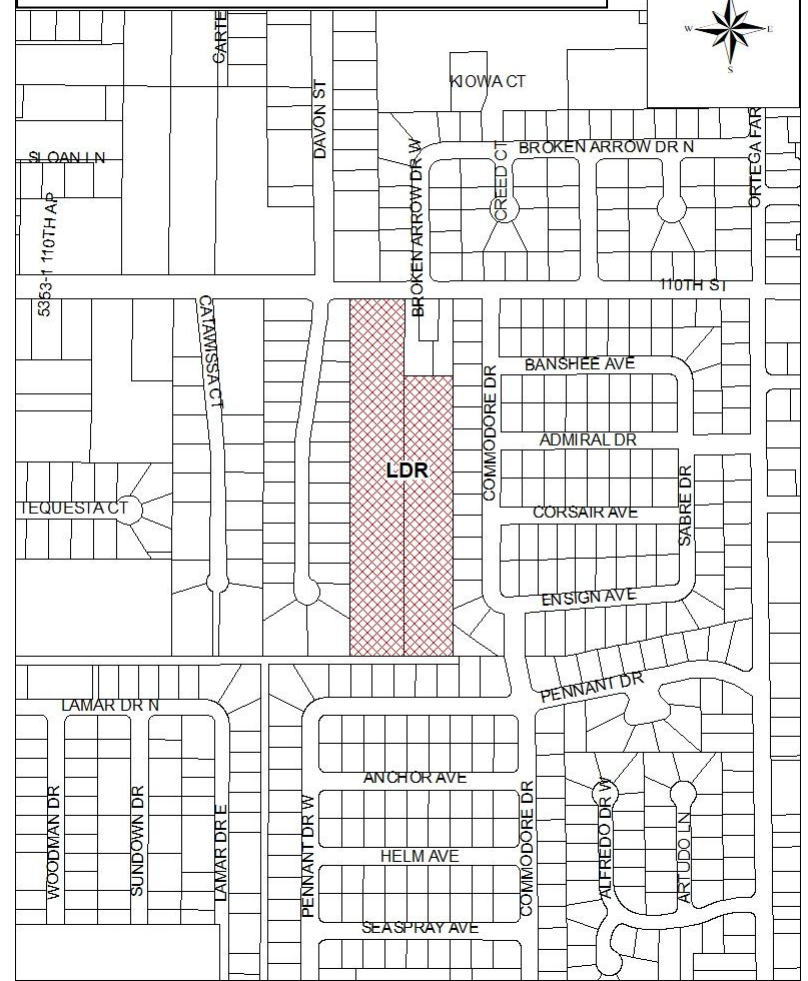 N
W
E
S
CARTE
KIOWA CT
DAVON ST
BROKEN ARROW DR W
BROKEN ARROW DR N
CREED CT
ORTEGA FAR
SLOAN LN
5353-1 110TH AP
110TH ST
CATAWISSA CT
BANSHEE AVE
COMMODORE DR
ADMIRAL DR
LDR
SABRE DR
TEQUESTA CT
CORSAIR AVE
ENSIGN AVE
PENNANT DR
LAMAR DR N
ANCHOR AVE
WOODMAN DR
SUNDOWN DR
LAMAR DR E
PENNANT DR W
COMMODORE DR
ALFREDO DR W
ARTUDO LN
HELM AVE
SEASPRAY AVE